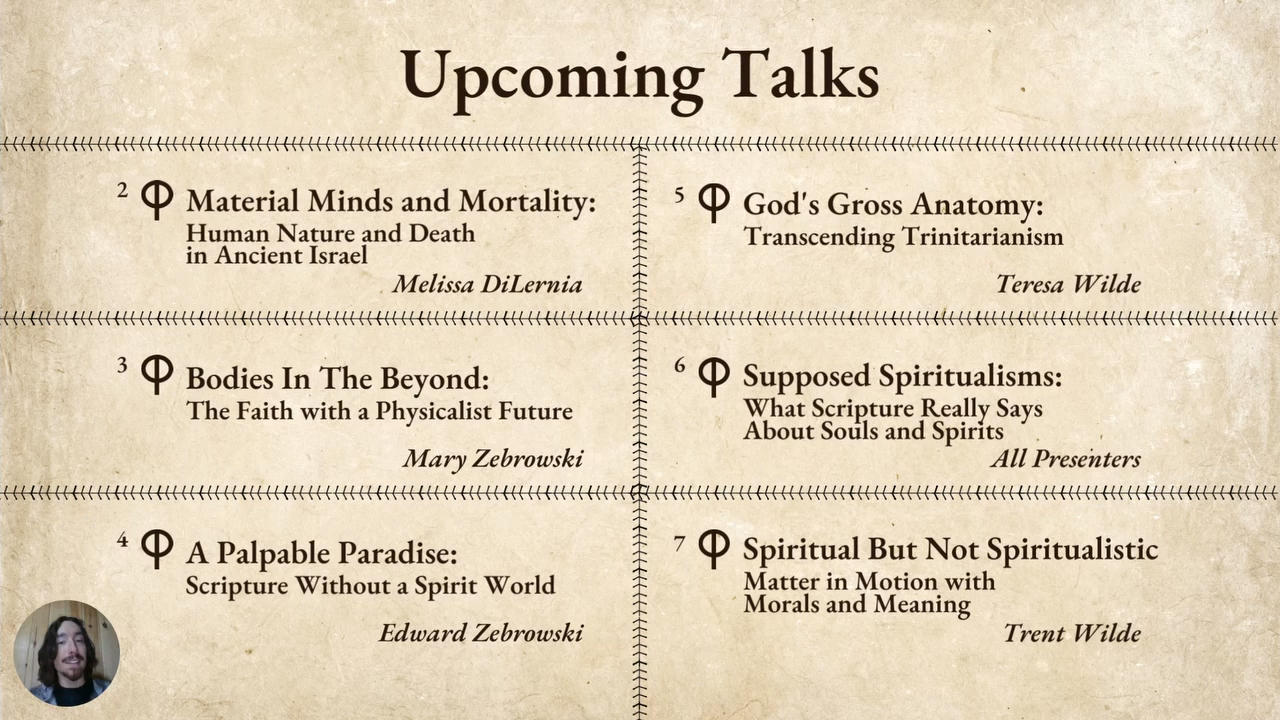 Upcoming Talks
2 Φ Material Minds and Mortality:
Human Nature and Death
in Ancient Israel
Melissa DiLernia
3 Φ Bodies In The Beyond:
The Faith with a Physicalist Future
Mary Zebrowski
4 Φ A Palpable Paradise:
Scripture Without a Spirit World
Edward Zebrowski
5 Φ God's Gross Anatomy:
Transcending Trinitarianism
Teresa Wilde
6 Φ Supposed Spiritualisms:
What Scripture Really Says
About Souls and Spirits
All Presenters
7 Φ Spiritual But Not Spiritualistic
Matter in Motion with
Morals and Meaning
Trent Wilde